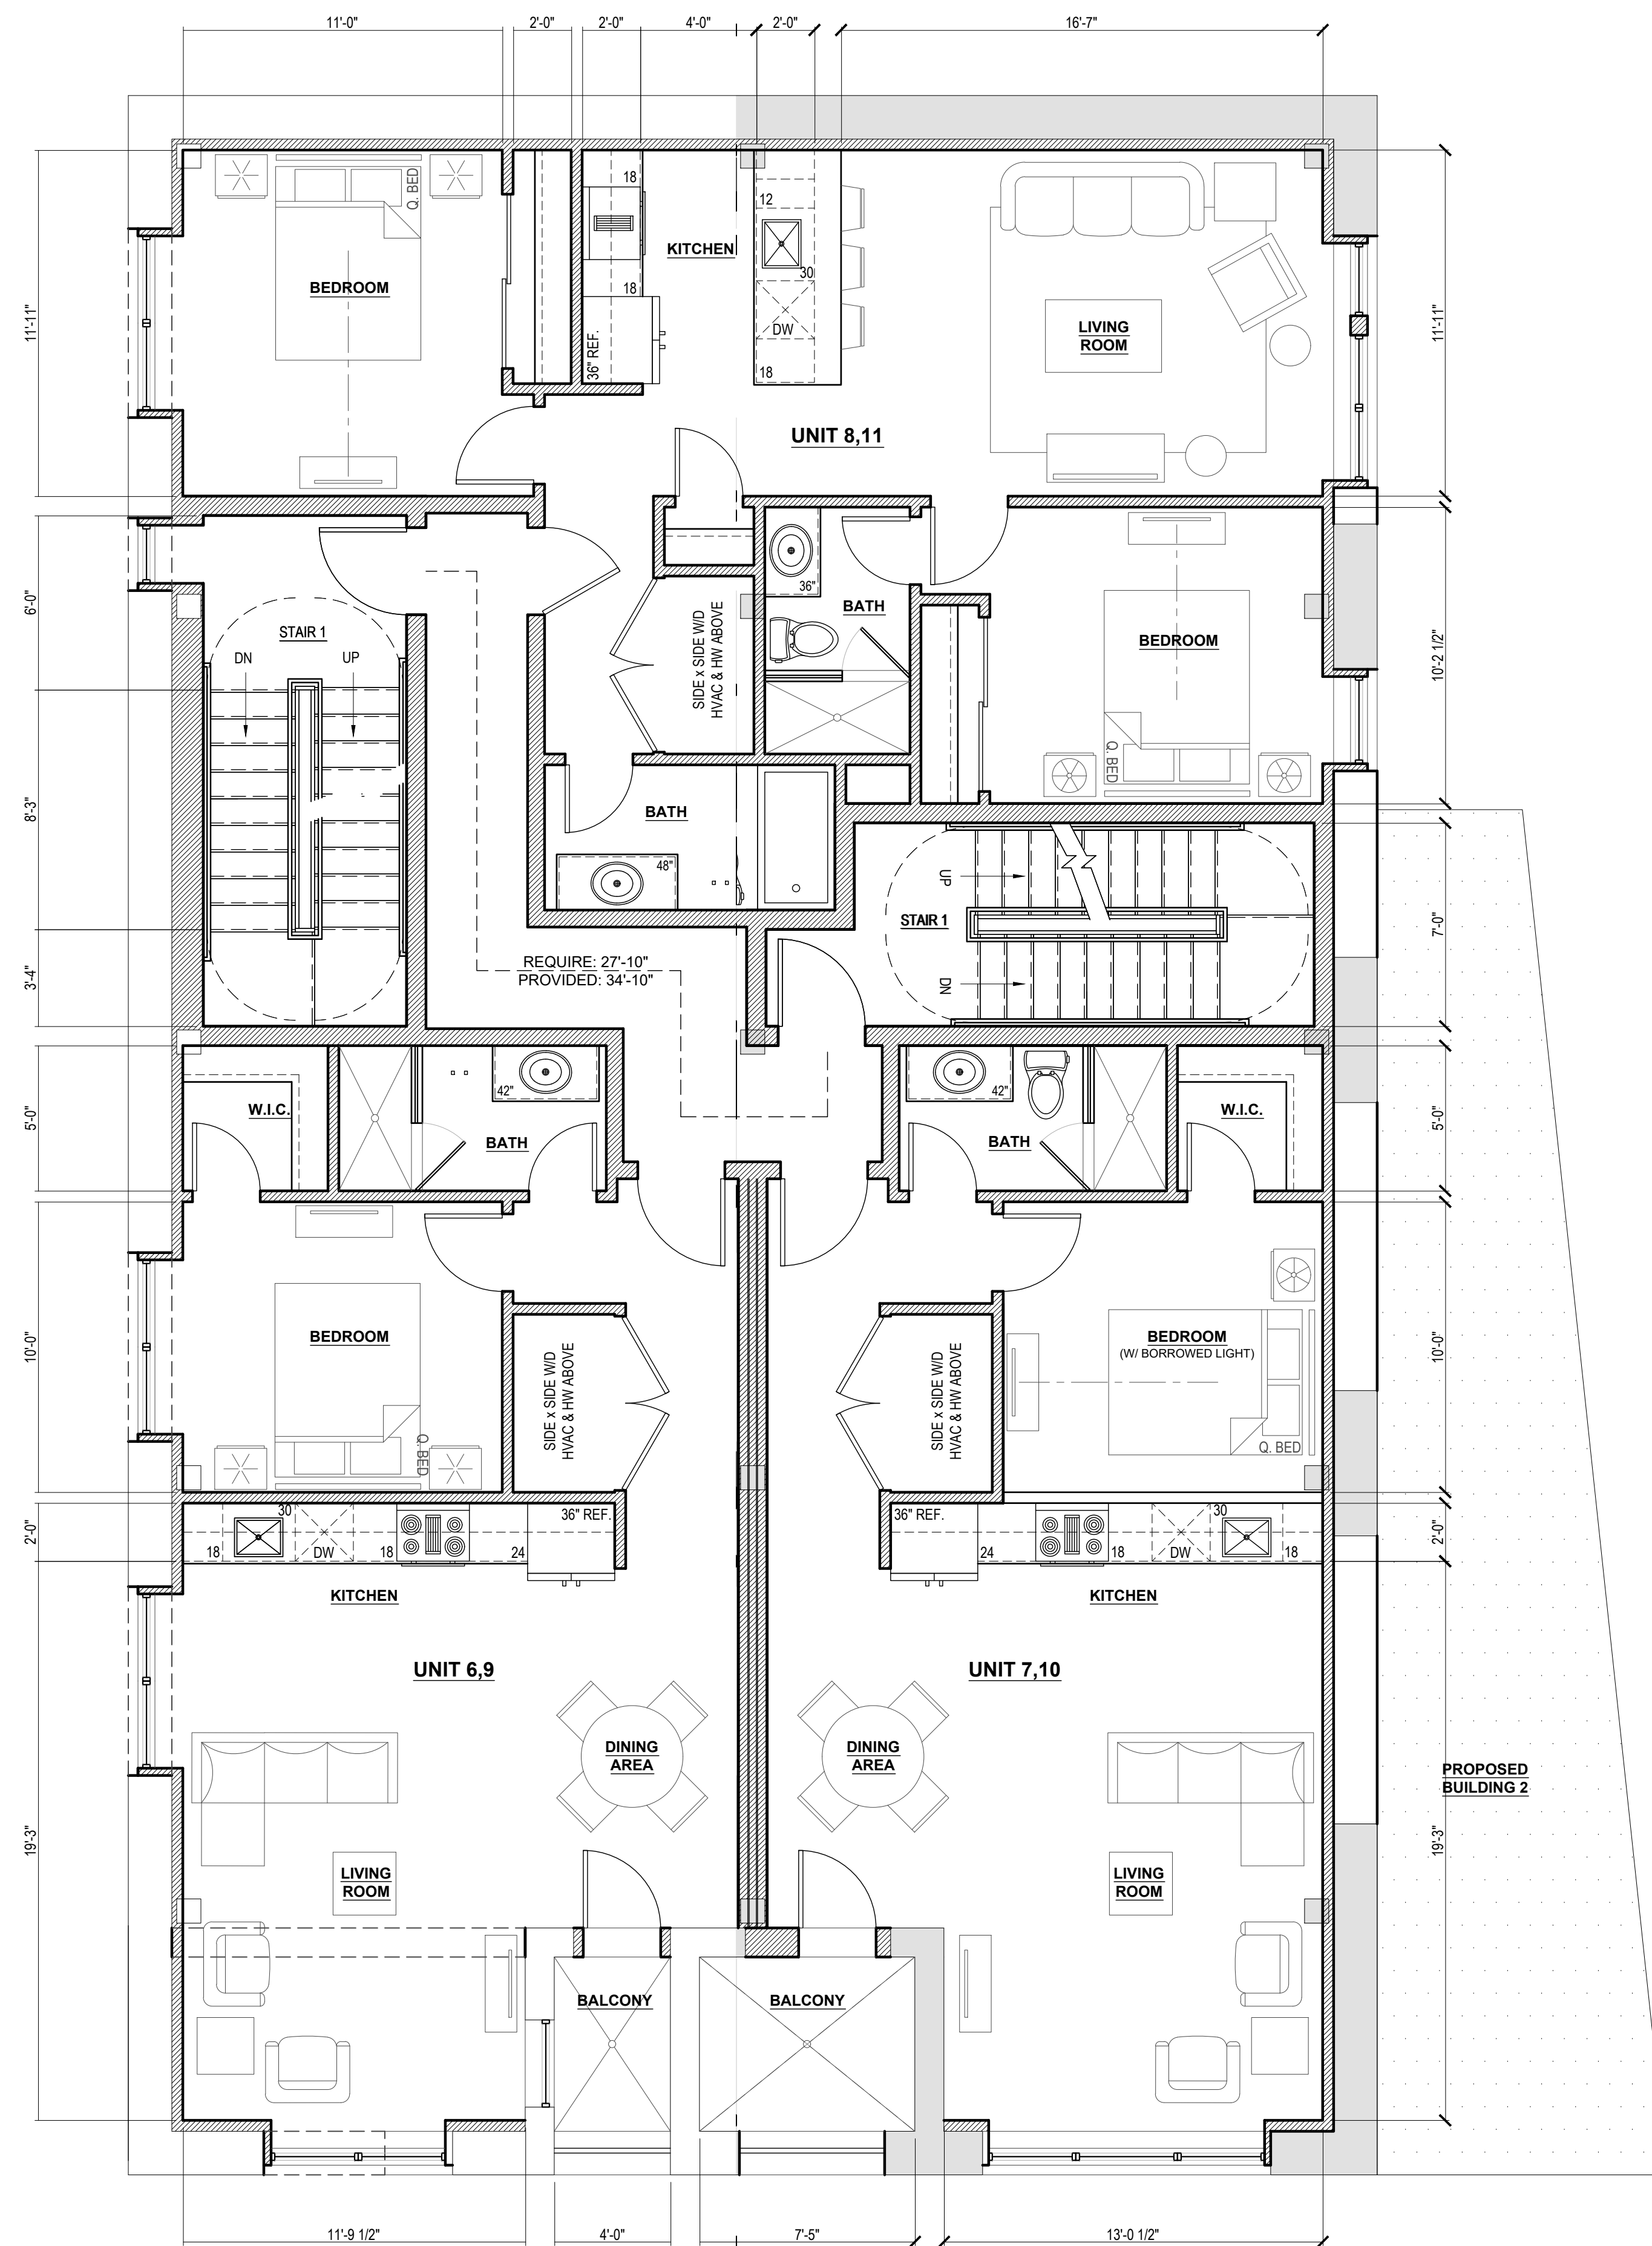 11'-0"
2'-0"
2'-0"
4'-0"
2'-0"
16'-7"
Q. BED
18
12
KITCHEN
30
BEDROOM
18
DW
LIVING
ROOM
11'-11"
11'-11"
36" REF.
18
UNIT 8,11
36"
BATH
6'-0"
STAIR 1
SIDE x SIDE W/D
HVAC & HW ABOVE
BEDROOM
10'-2 1/2"
DN
UP
Q. BED
8'-3"
BATH
48"
UP
STAIR 1
7'-0"
DN
REQUIRE: 27'-10"
PROVIDED: 34'-10"
3'-4"
42"
42"
5'-0"
W.I.C.
BATH
BATH
W.I.C.
5'-0"
10'-0"
BEDROOM
SIDE x SIDE W/D
HVAC & HW ABOVE
SIDE x SIDE W/D
HVAC & HW ABOVE
BEDROOM
(W/ BORROWED LIGHT)
10'-0"
Q. BED
Q. BED
2'-0"
30
36" REF.
36" REF.
30
2'-0"
18
DW
18
24
24
18
DW
18
KITCHEN
KITCHEN
UNIT 6,9
UNIT 7,10
DINING
AREA
DINING
AREA
PROPOSED
BUILDING 2
19'-3"
19'-3"
LIVING
ROOM
LIVING
ROOM
BALCONY
BALCONY
11'-9 1/2"
4'-0"
7'-5"
13'-0 1/2"